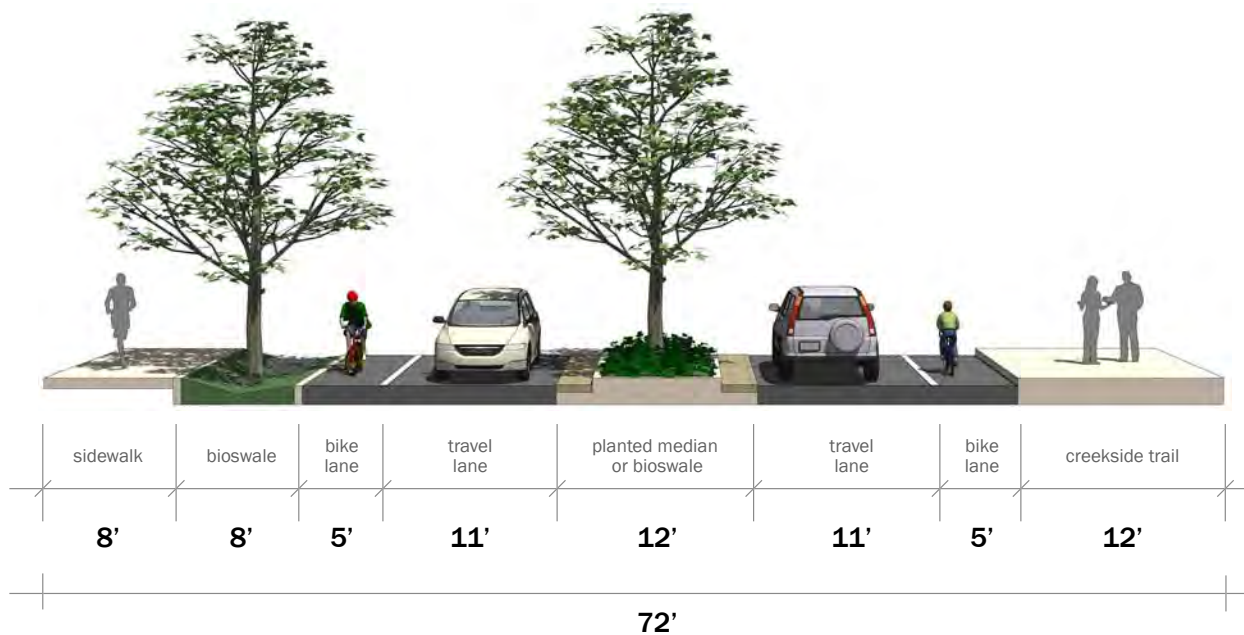 sidewalk
bioswale
bike
lane
travel
lane
planted median
or bioswale
travel
lane
bike
lane
creekside trail
8’ 8’ 5’ 11’ 12’ 11’ 5’ 12’
72’